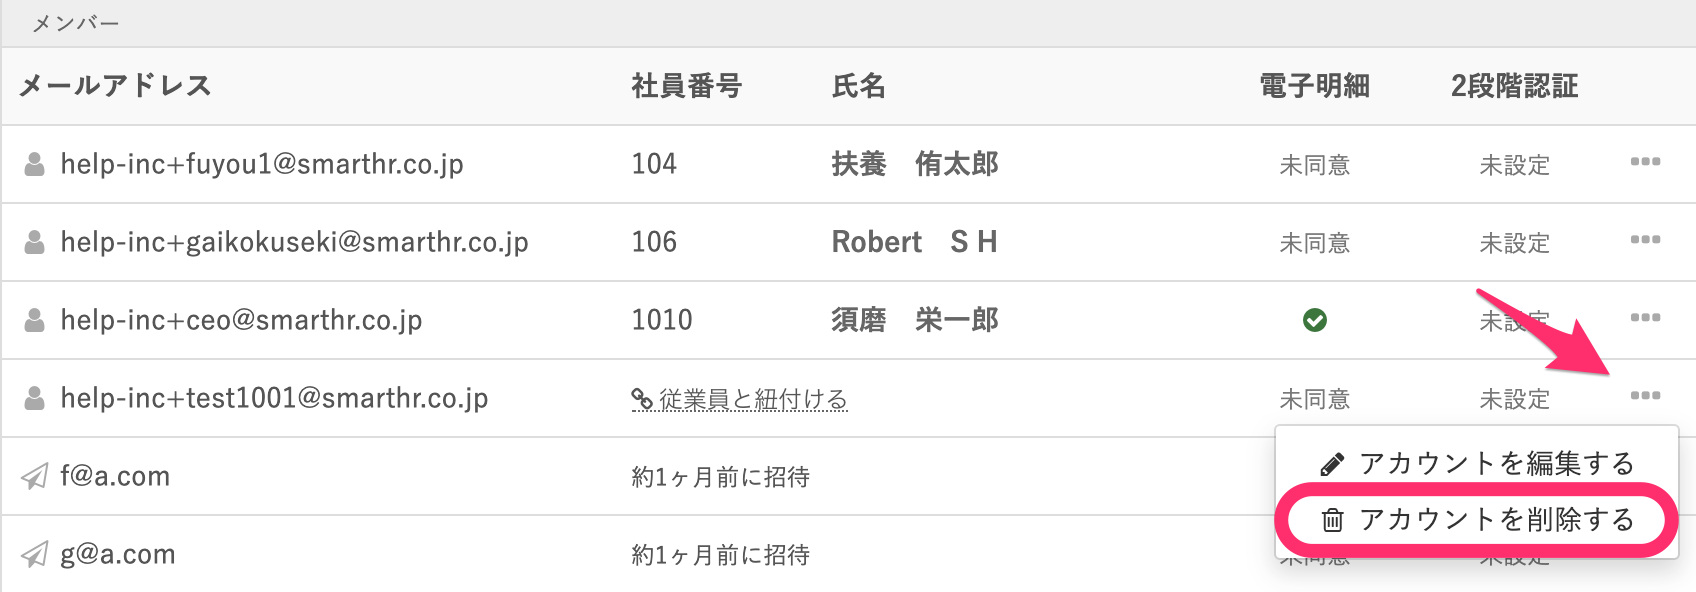 メンバー
メールアドレス 社員番号 氏名 電子明細 2段階認証
help-inc+fuyou1@smarthr.co.jp 104 扶養　侑太郎 未同意 未設定
help-inc+gaikokuseki@smarthr.co.jp 106 Robert　S H 未同意 未設定
help-inc+ceo@smarthr.co.jp 1010 須磨　栄一郎 未設定
help-inc+test1001@smarthr.co.jp 従業員と紐付ける 未同意 未設定
アカウントを編集する
f@a.com 約1ヶ月前に招待
アカウントを削除する
g@a.com 約1ヶ月前に招待 未同意 未設定